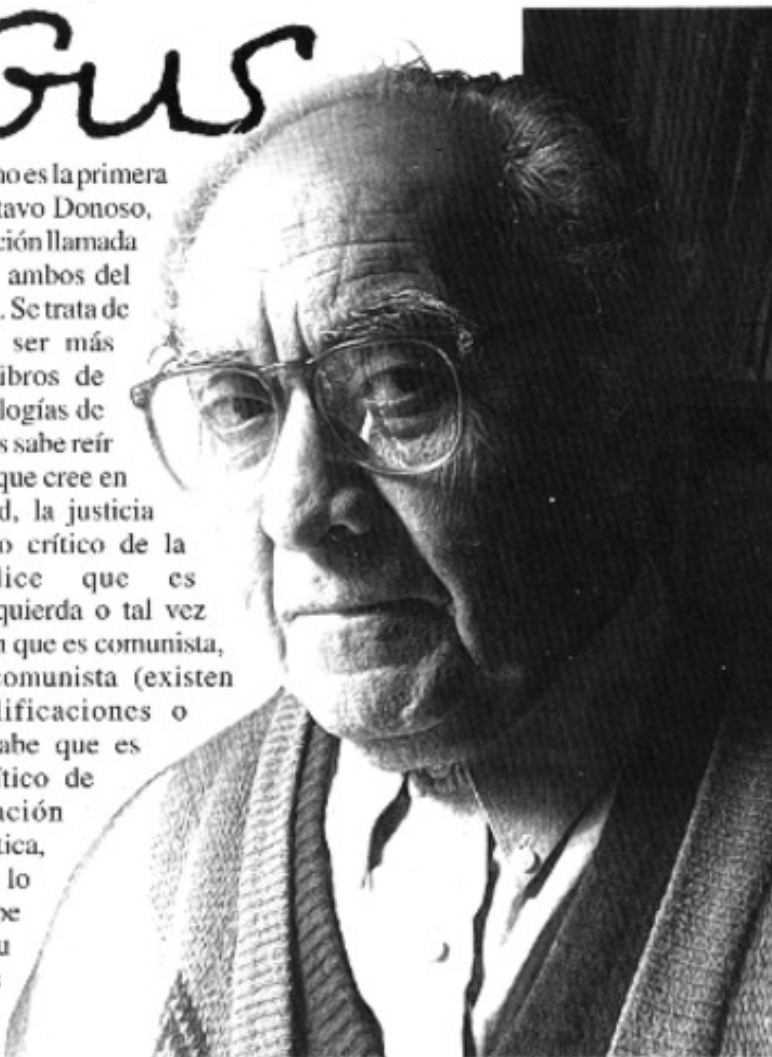 Gus
no es la primera
tavo Donoso,
ción llamada
ambos del
. Se trata de
ser más
ibros de
logías de
s sabe reír
que cree en
d, la justicia
o crítico de la
lice que es
quierda o tal vez
n que es comunista,
comunista (existen
lificaciones o
abe que es
ítico de
ación
tica,
lo
be
u